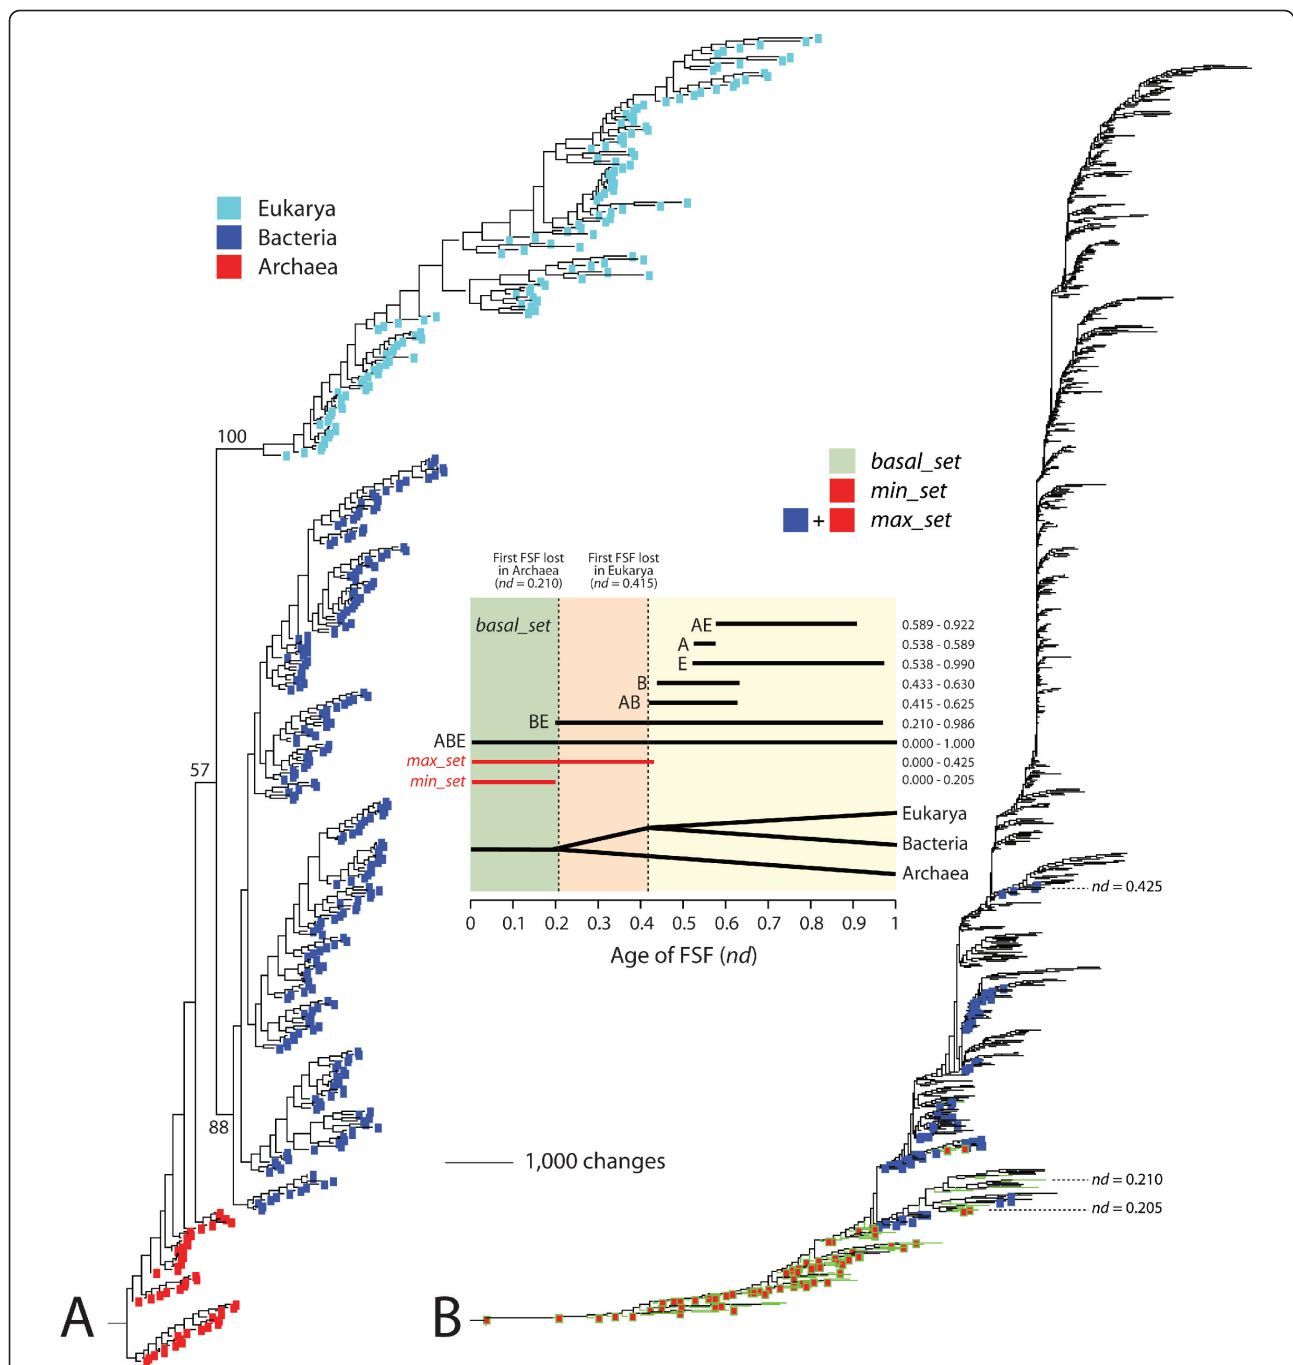 Eukarya
Bacteria
Archaea
100
57
88
A
1,000 changes
basal_set
min_set
+ max_set
First FSF lost
in Archaea
(nd = 0.210)
First FSF lost
in Eukarya
(nd = 0.415)
basal_set
AE 0.589 - 0.922
A 0.538 - 0.589
E 0.538 - 0.990
B 0.433 - 0.630
AB 0.415 - 0.625
BE 0.210 - 0.986
ABE 0.000 - 1.000
max_set 0.000 - 0.425
min_set 0.000 - 0.205
Eukarya
Bacteria
Archaea
0 0.1 0.2 0.3 0.4 0.5 0.6 0.7 0.8 0.9 1
Age of FSF (nd)
nd = 0.425
nd = 0.210
nd = 0.205
B